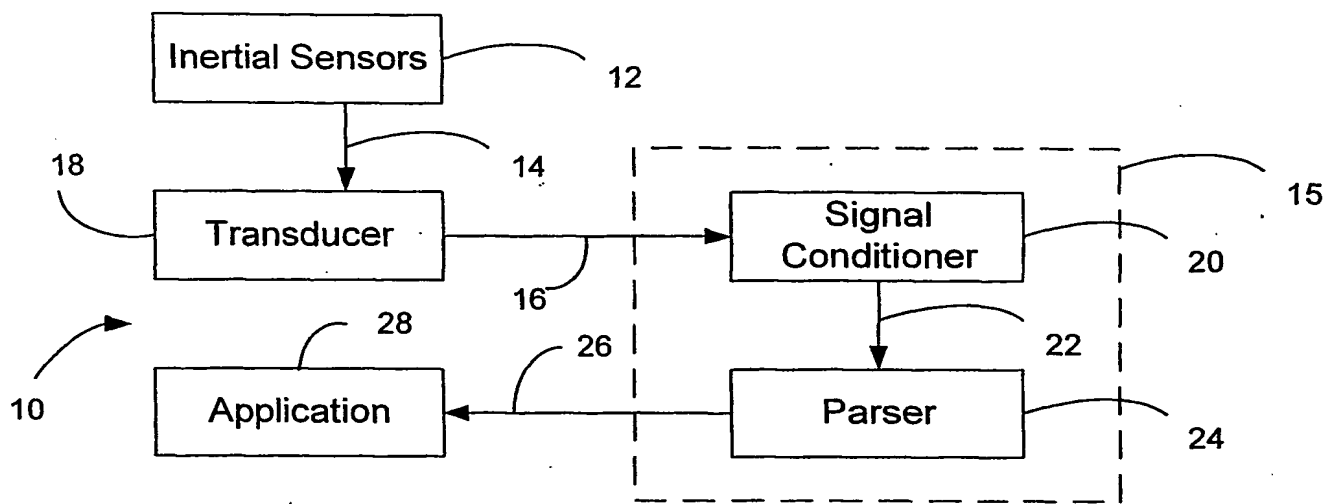 Inertial Sensors
12
14
18
Transducer
16
Signal
Conditioner
15
20
22
10
28
Application
26
Parser
24